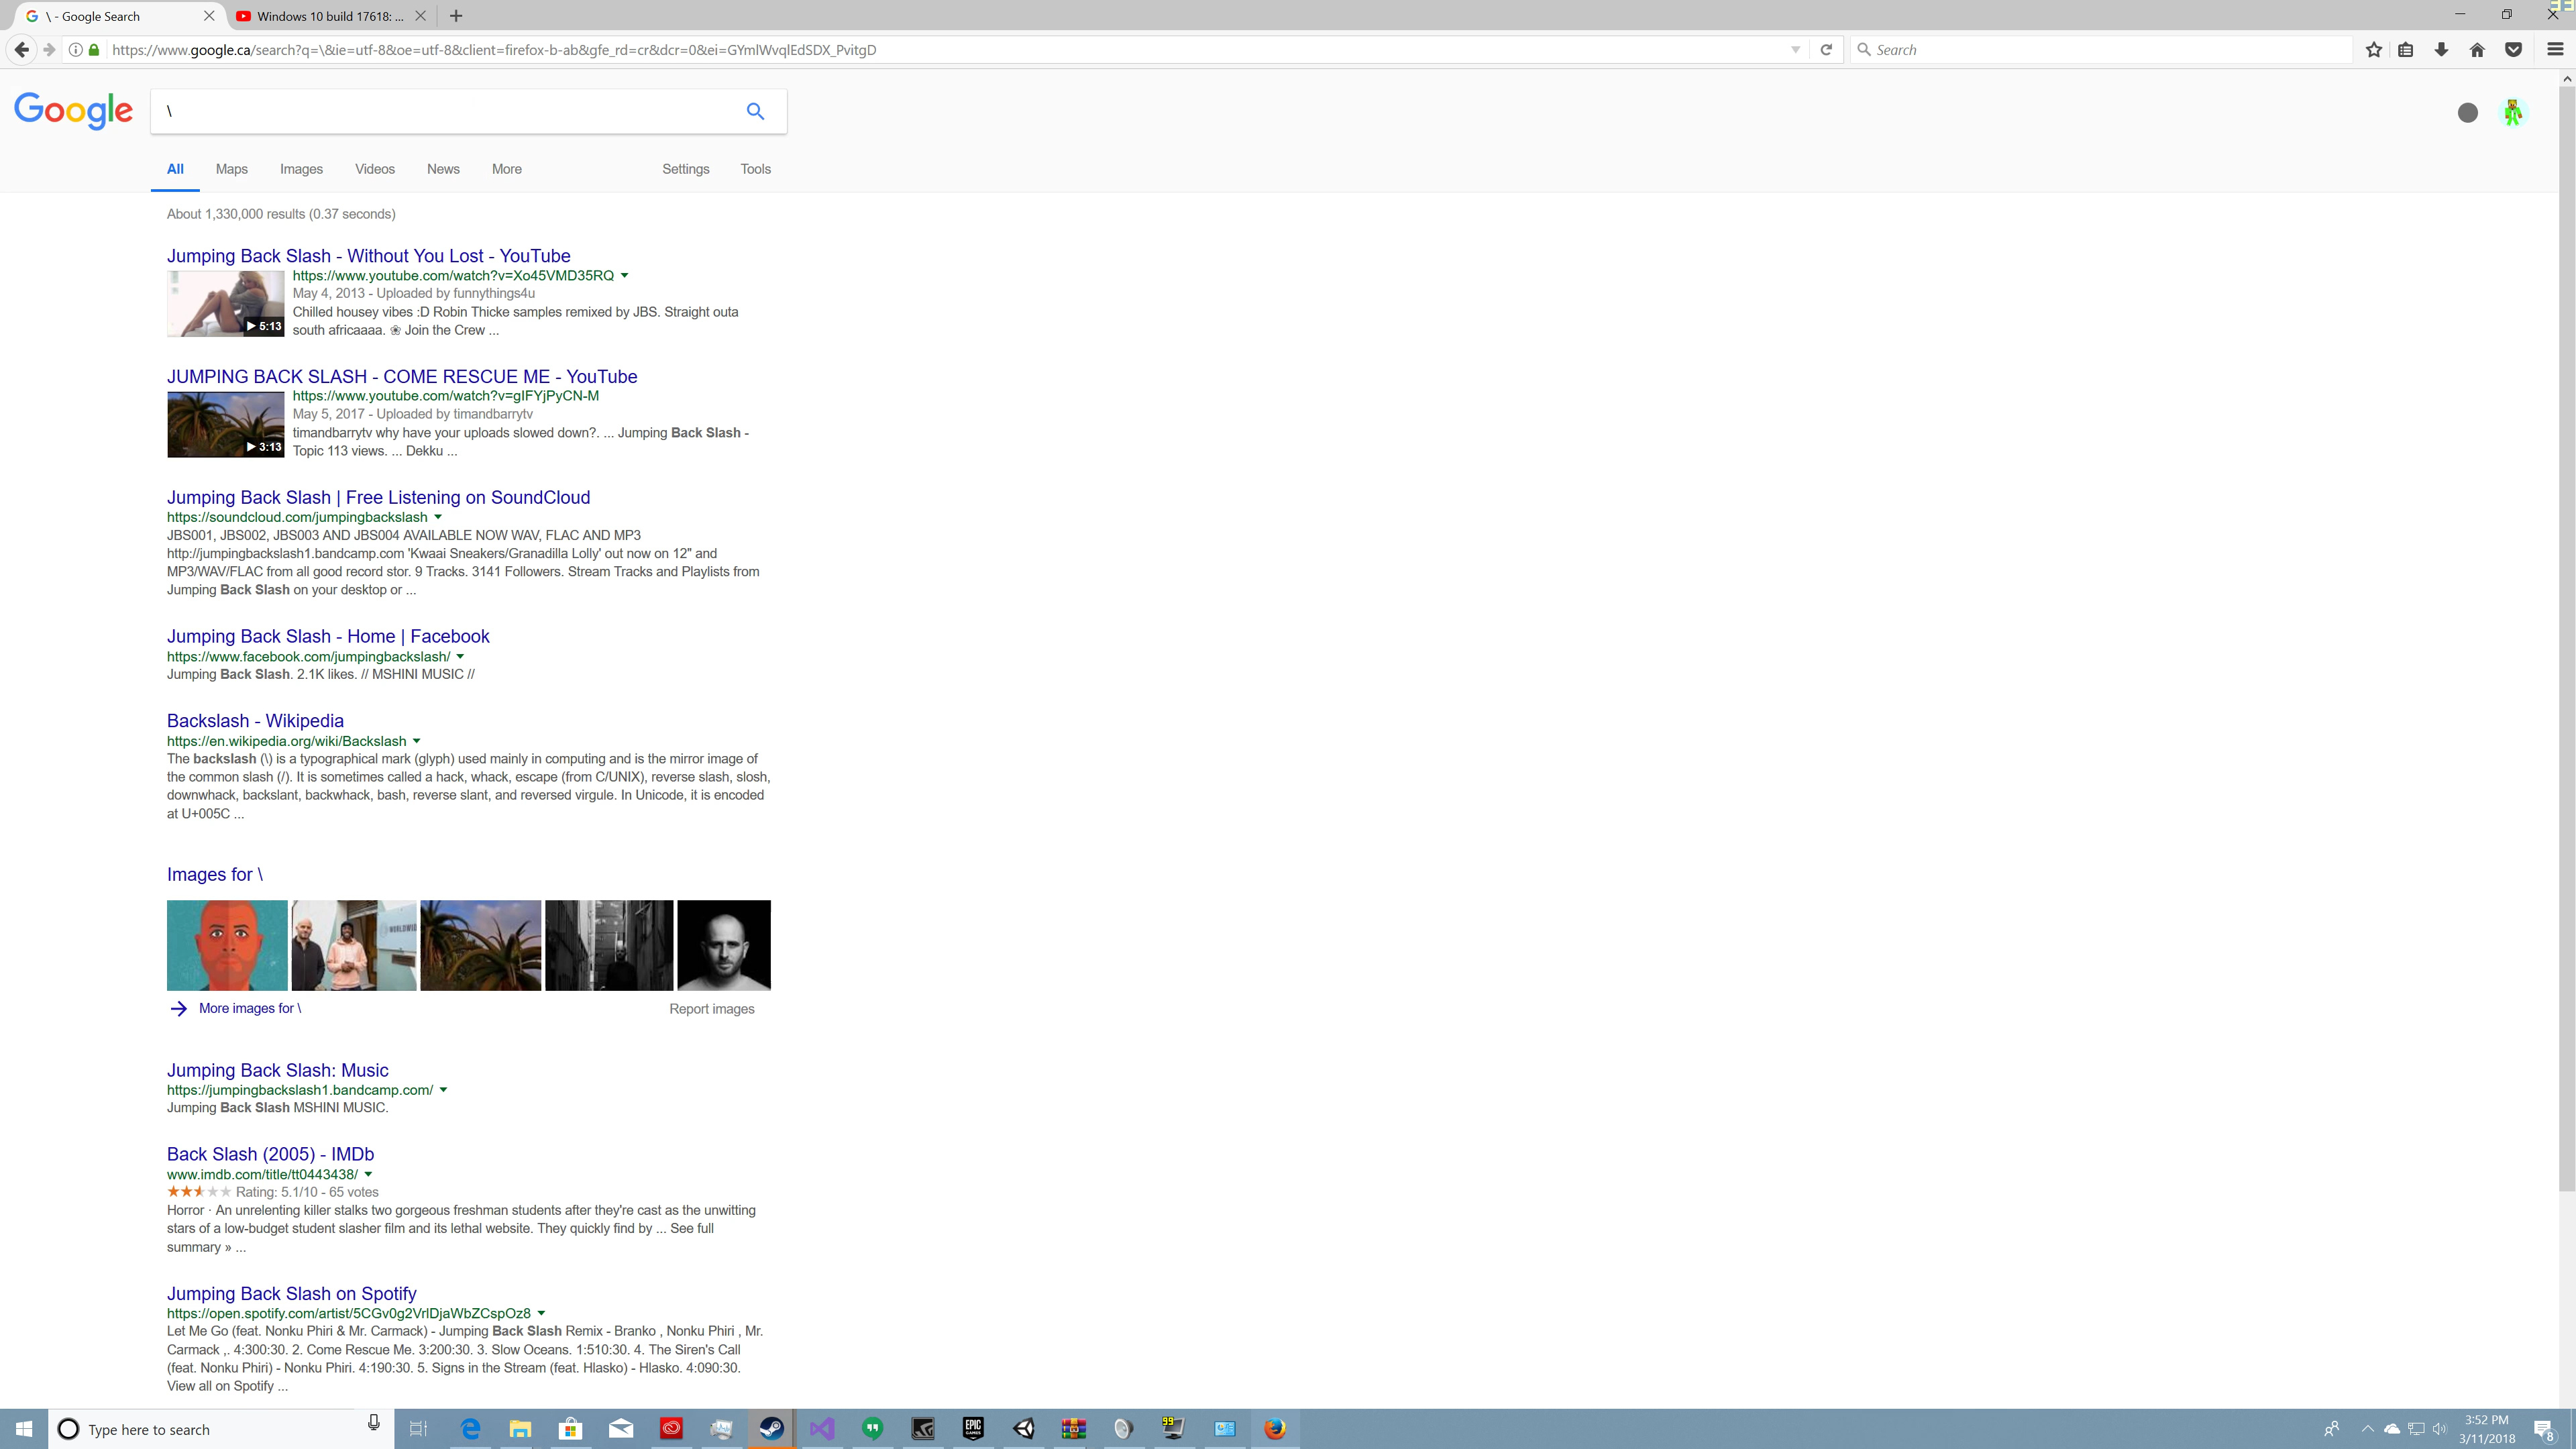 \ - Google Search
Windows 10 build 17618: ...
33
https://www.google.ca/search?q=\&ie=utf-8&oe=utf-8&client=firefox-b-ab&gfe_rd=cr&dcr=0&ei=GYmlWvqlEdSDX_PvitgD
Search
Google
\
All Maps Images Videos News More Settings Tools
About 1,330,000 results (0.37 seconds)
Jumping Back Slash - Without You Lost - YouTube
https://www.youtube.com/watch?v=Xo45VMD35RQ
May 4, 2013 - Uploaded by funnythings4u
Chilled housey vibes :D Robin Thicke samples remixed by JBS. Straight outa
5:13
south africaaaa. ❀ Join the Crew ...
JUMPING BACK SLASH - COME RESCUE ME - YouTube
https://www.youtube.com/watch?v=gIFYjPyCN-M
May 5, 2017 - Uploaded by timandbarrytv
timandbarrytv why have your uploads slowed down?. ... Jumping Back Slash -
3:13
Topic 113 views. ... Dekku ...
Jumping Back Slash | Free Listening on SoundCloud
https://soundcloud.com/jumpingbackslash
JBS001, JBS002, JBS003 AND JBS004 AVAILABLE NOW WAV, FLAC AND MP3
http://jumpingbackslash1.bandcamp.com 'Kwaai Sneakers/Granadilla Lolly' out now on 12" and
MP3/WAV/FLAC from all good record stor. 9 Tracks. 3141 Followers. Stream Tracks and Playlists from
Jumping Back Slash on your desktop or ...
Jumping Back Slash - Home | Facebook
https://www.facebook.com/jumpingbackslash/
Jumping Back Slash. 2.1K likes. // MSHINI MUSIC //
Backslash - Wikipedia
https://en.wikipedia.org/wiki/Backslash
The backslash (\) is a typographical mark (glyph) used mainly in computing and is the mirror image of
the common slash (/). It is sometimes called a hack, whack, escape (from C/UNIX), reverse slash, slosh,
downwhack, backslant, backwhack, bash, reverse slant, and reversed virgule. In Unicode, it is encoded
at U+005C ...
Images for \
More images for \
Report images
Jumping Back Slash: Music
https://jumpingbackslash1.bandcamp.com/
Jumping Back Slash MSHINI MUSIC.
Back Slash (2005) - IMDb
www.imdb.com/title/tt0443438/
Rating: 5.1/10 - 65 votes
Horror · An unrelenting killer stalks two gorgeous freshman students after they're cast as the unwitting
stars of a low-budget student slasher film and its lethal website. They quickly find by ... See full
summary » ...
Jumping Back Slash on Spotify
https://open.spotify.com/artist/5CGv0g2VrlDjaWbZCspOz8
Let Me Go (feat. Nonku Phiri & Mr. Carmack) - Jumping Back Slash Remix - Branko , Nonku Phiri , Mr.
Carmack ,. 4:300:30. 2. Come Rescue Me. 3:200:30. 3. Slow Oceans. 1:510:30. 4. The Siren's Call
(feat. Nonku Phiri) - Nonku Phiri. 4:190:30. 5. Signs in the Stream (feat. Hlasko) - Hlasko. 4:090:30.
View all on Spotify ...
Type here to search
EPIC GAMES
99
3:52 PM
3/11/2018
8